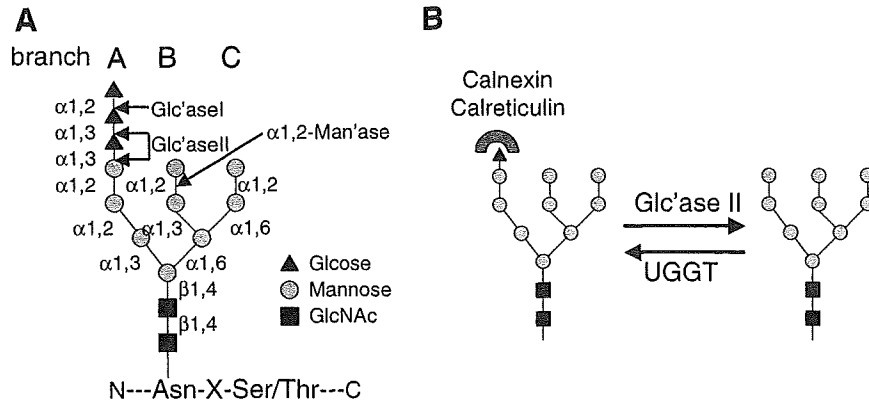 A
branch A B C
α1,2
Glc'aseI
α1,3
Glc'aseII
α1,3
α1,2-Man'ase
α1,2
α1,2
α1,2
α1,2
α1,3
α1,6
α1,3
α1,6
β1,4
β1,4
Glcose
Mannose
GlcNAc
N---Asn-X-Ser/Thr---C
B
Calnexin
Calreticulin
Glc'ase II
UGGT